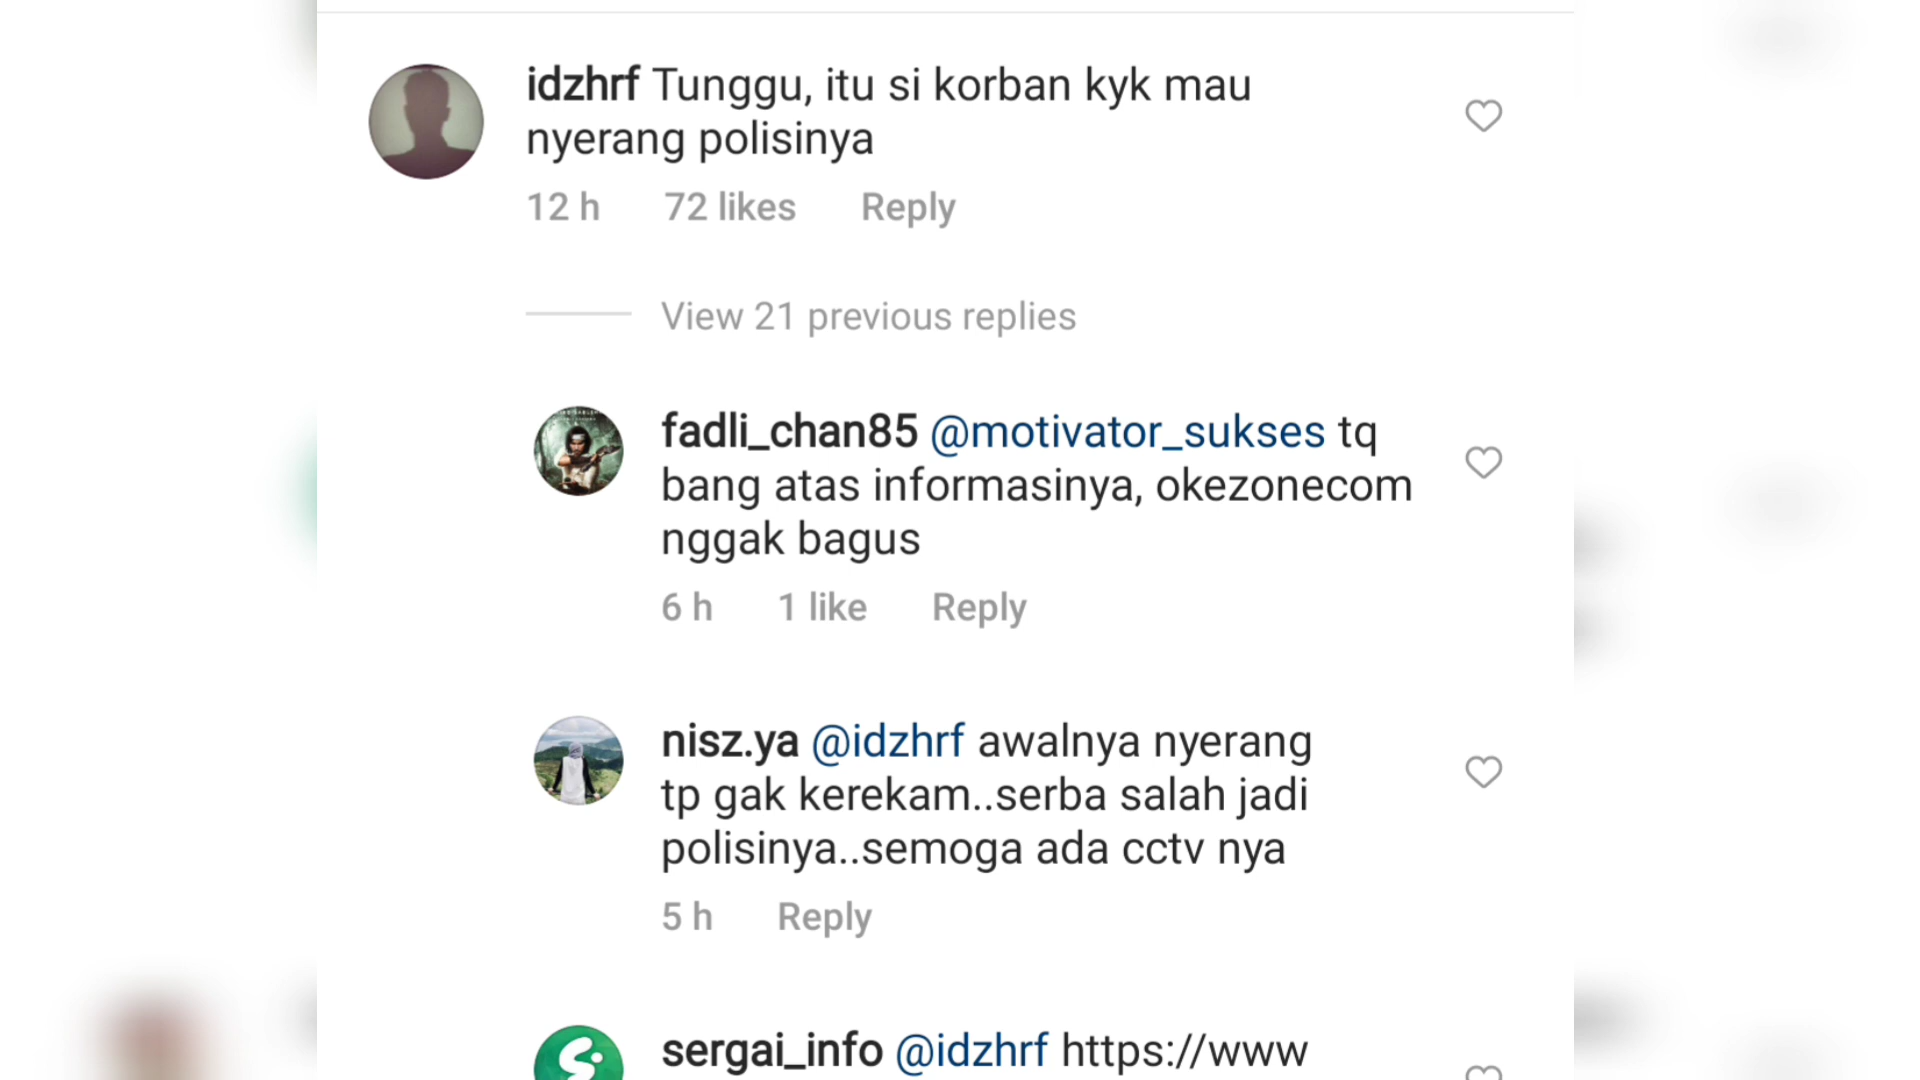 idzhrf Tunggu, itu si korban kyk mau
nyerang polisinya
12 h 72 likes Reply
View 21 previous replies
fadli_chan85 @motivator_sukses tq
bang atas informasinya, okezonecom
nggak bagus
6 h 1 like Reply
nisz.ya @idzhrf awalnya nyerang
tp gak kerekam..serba salah jadi
polisinya..semoga ada cctv nya
5 h Reply
sergai_info @idzhrf https://www